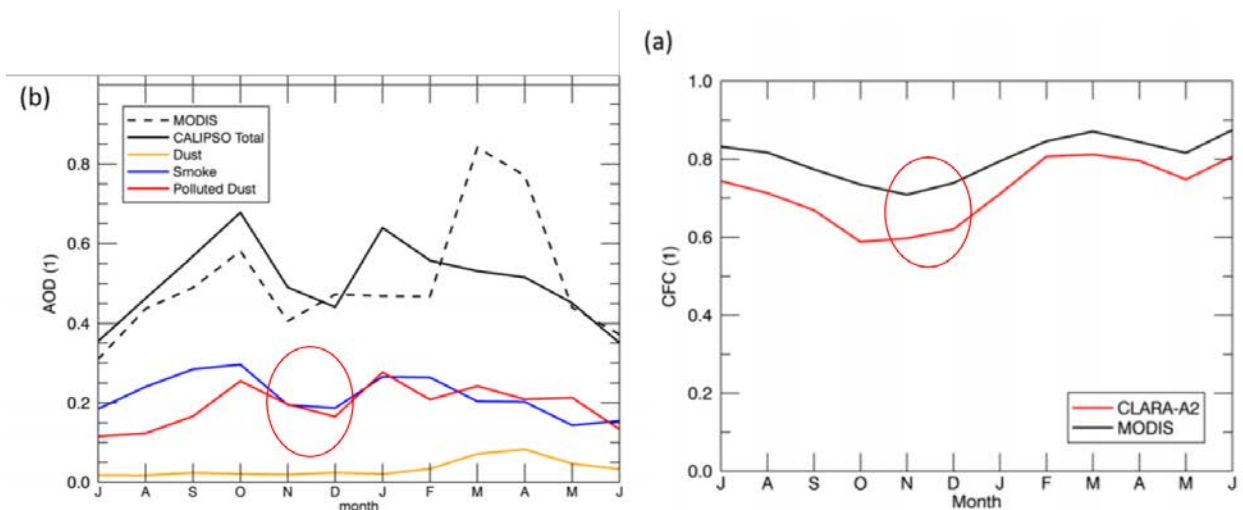 (b)
MODIS
CALIPSO Total
Dust
Smoke
Polluted Dust
AOD (1)
0.8
0.6
0.4
0.2
0.0
J A S O N D J F M A M J
month
(a)
CFC (1)
1.0
0.8
0.6
0.4
0.2
0.0
CLARA-A2
MODIS
J A S O N D J F M A M J
Month